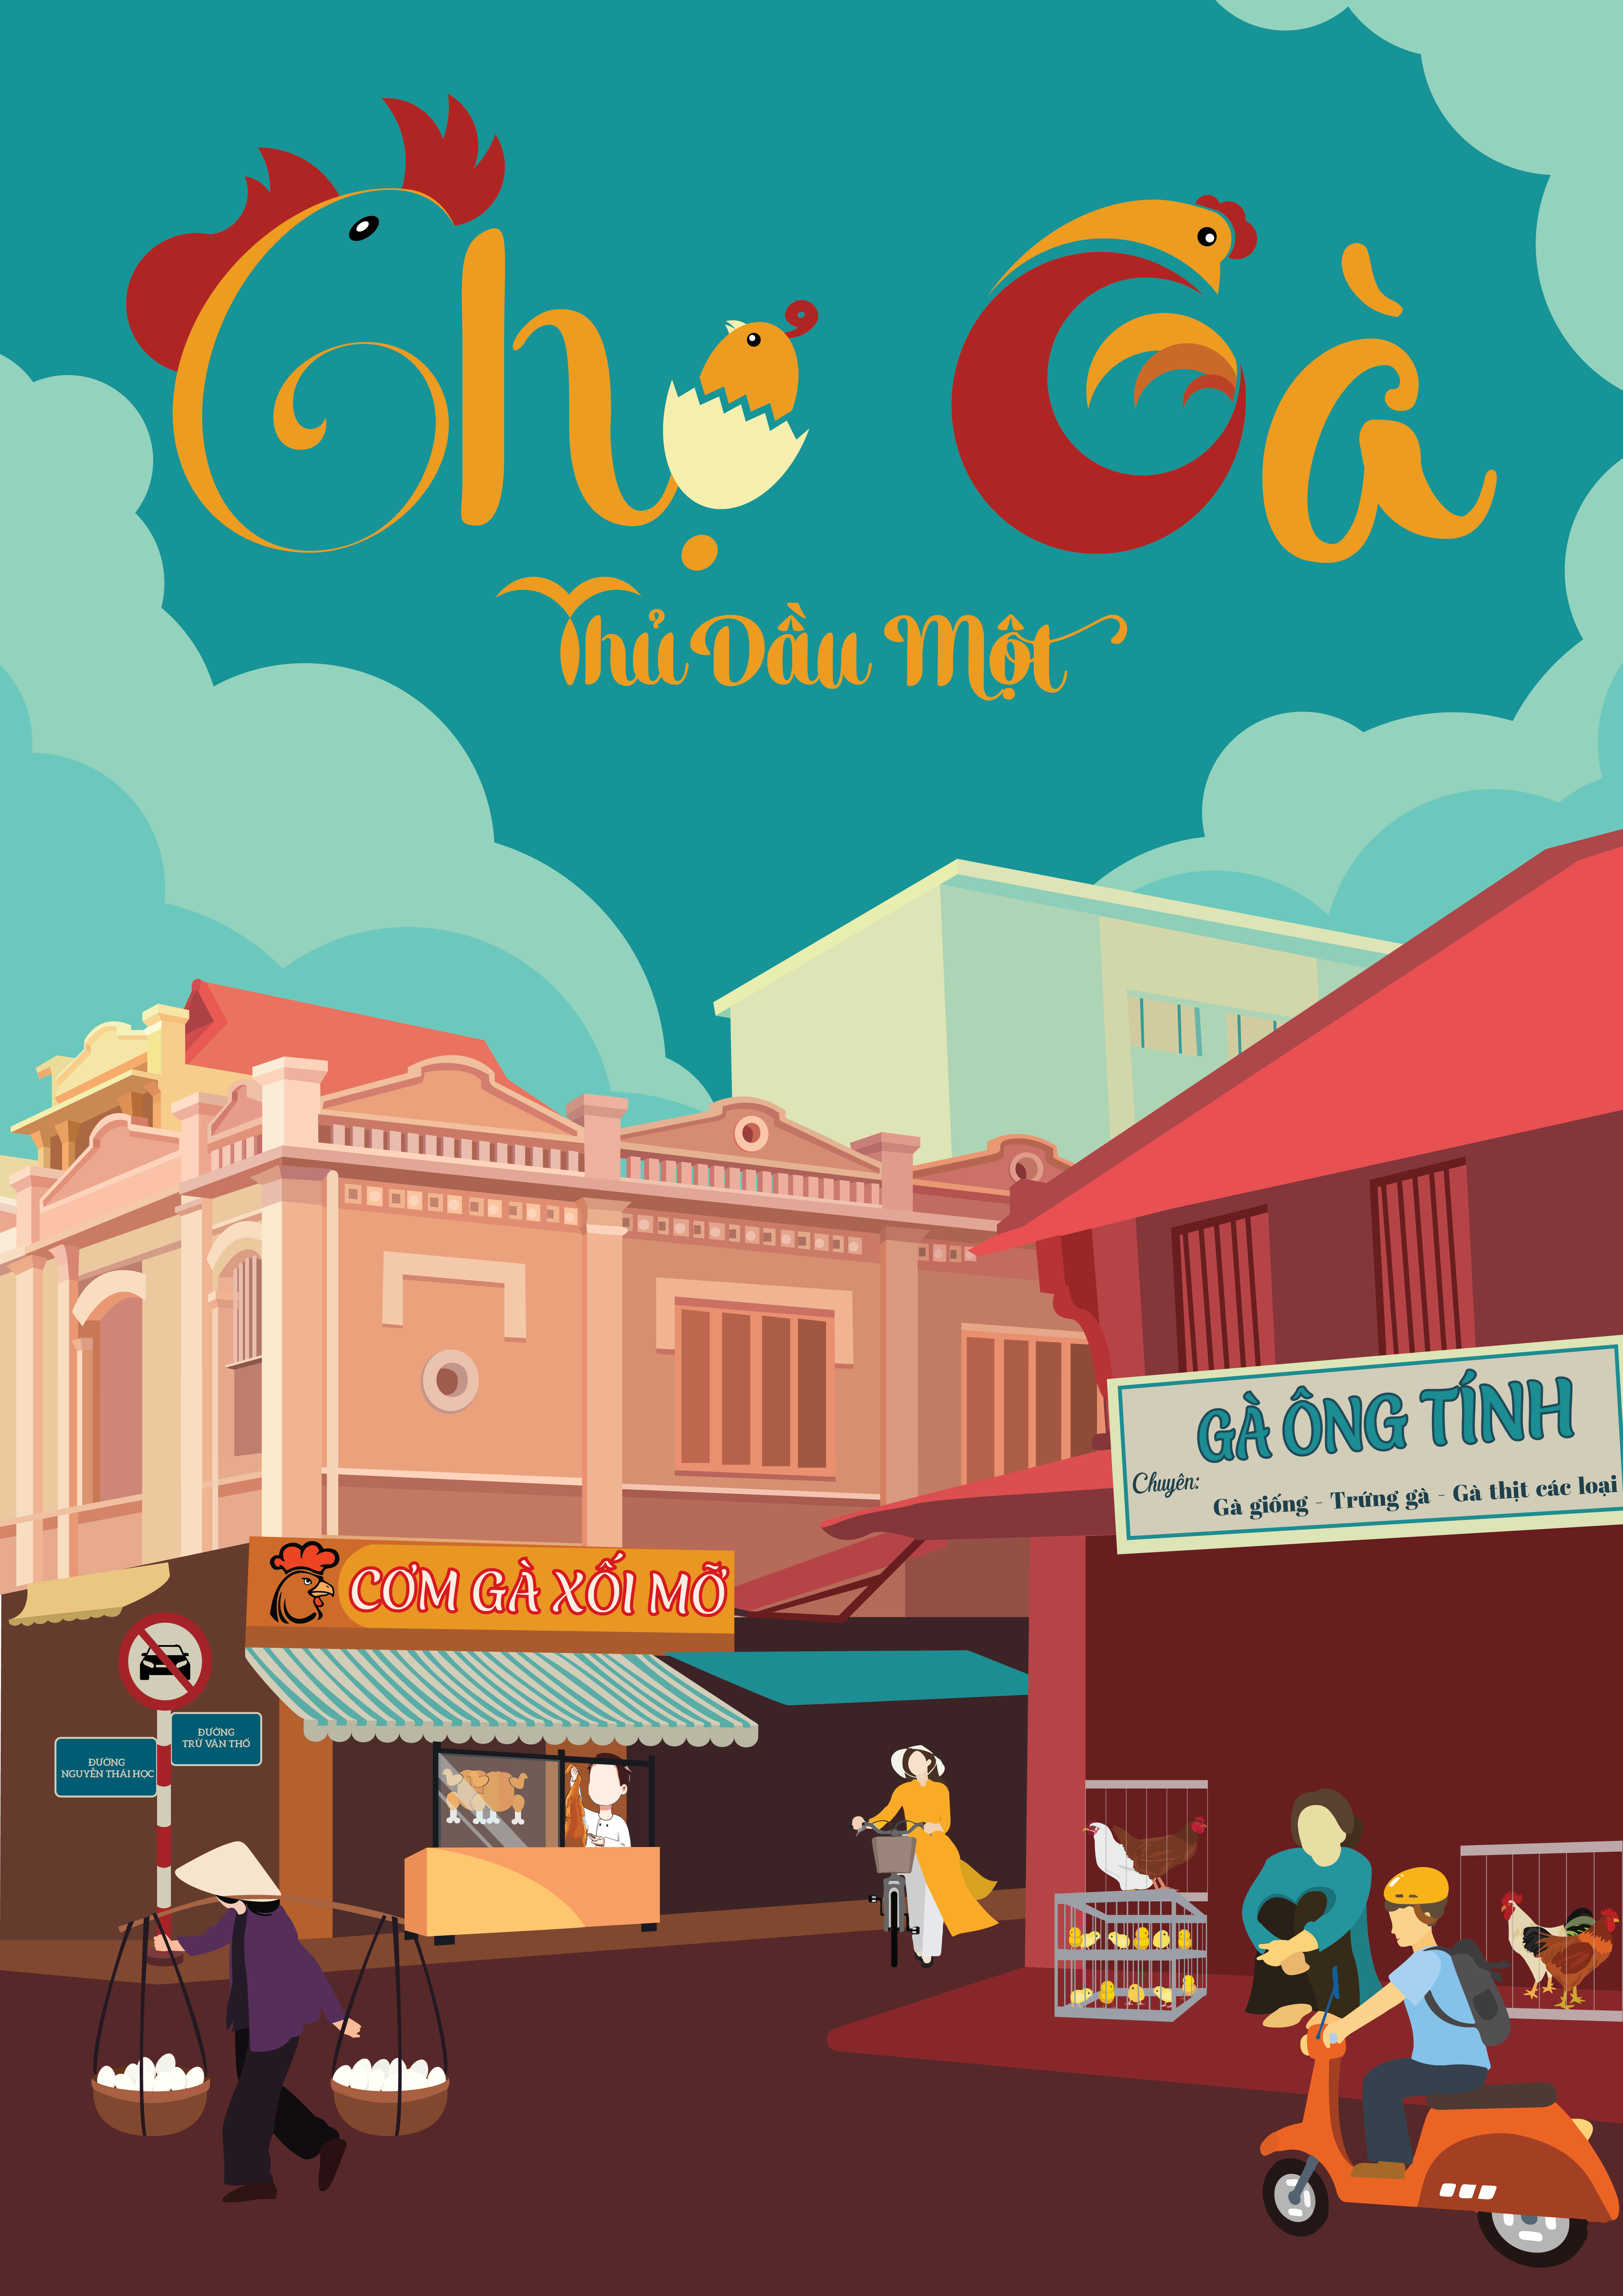 Chợ Gà
Thủ Dầu Một
GÀ ÔNG TÍNH
Chuyên:
Gà giống - Trứng gà - Gà thịt các loại
CƠM GÀ XỐI MỠ
ĐƯỜNG
TRỪ VĂN THỐ
ĐƯỜNG
NGUYỄN THÁI HỌC